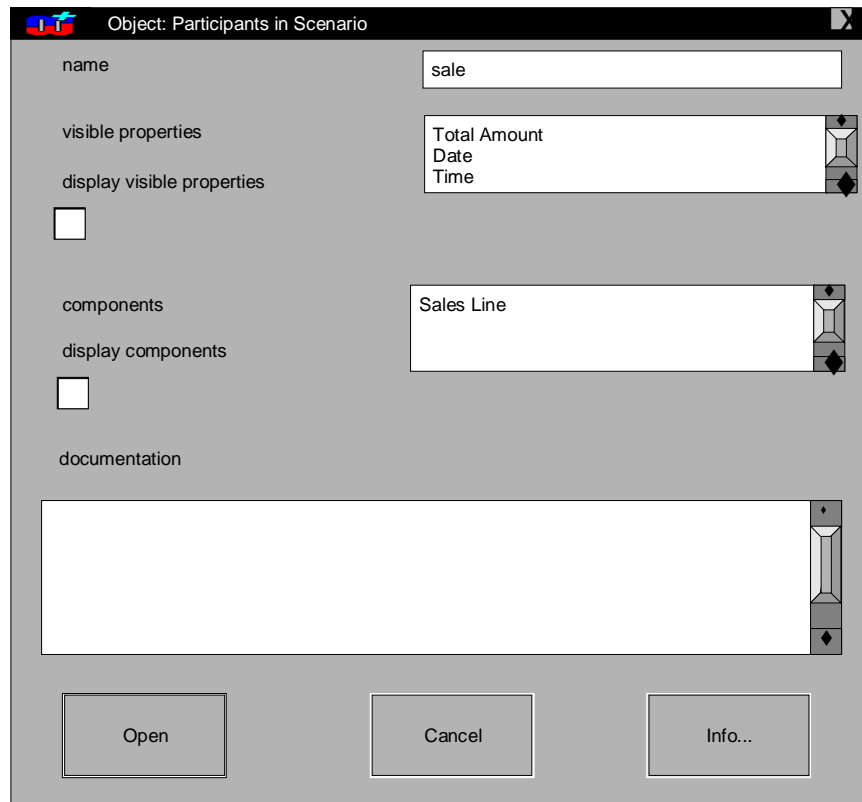 Object: Participants in Scenario
name
sale
visible properties
Total Amount
Date
Time
display visible properties
components
Sales Line
display components
documentation
Open
Cancel
Info...